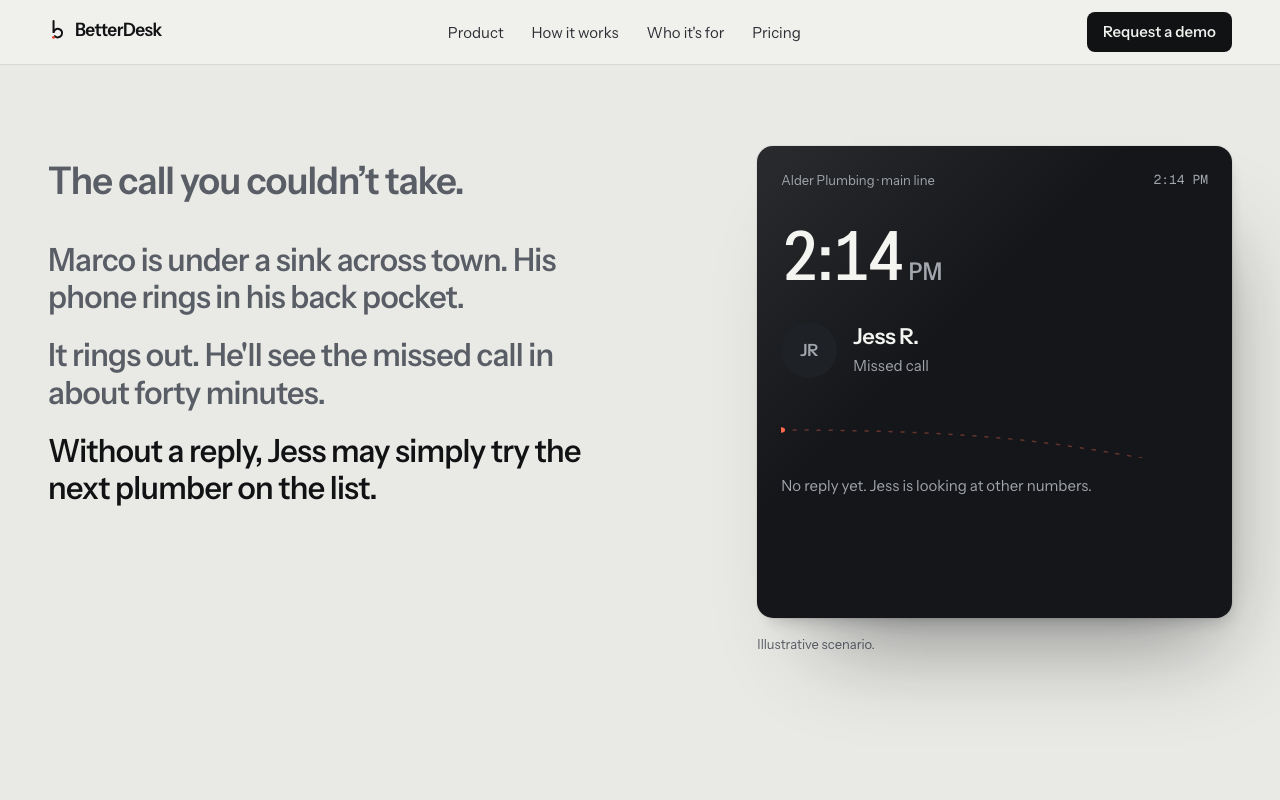 BetterDesk
Product
How it works
Who it's for
Pricing
Request a demo
The call you couldn’t take.
Marco is under a sink across town. His
phone rings in his back pocket.
It rings out. He'll see the missed call in
about forty minutes.
Without a reply, Jess may simply try the
next plumber on the list.
Alder Plumbing · main line
2:14 PM
2:14 PM
JR
Jess R.
Missed call
No reply yet. Jess is looking at other numbers.
Illustrative scenario.